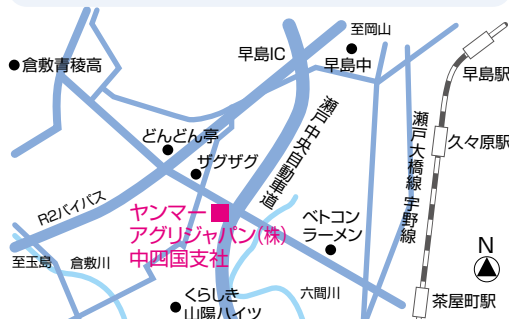 至岡山
早島IC
早島中
倉敷青稜高
早島駅
瀬戸中央自動車道
瀬戸大橋線 宇野線
久々原駅
どんどん亭
ザグザグ
R2バイパス
ヤンマー
アグリジャパン(株)
中四国支社
ベトコン
ラーメン
N
至玉島
倉敷川
くらしき
山陽ハイツ
六間川
茶屋町駅